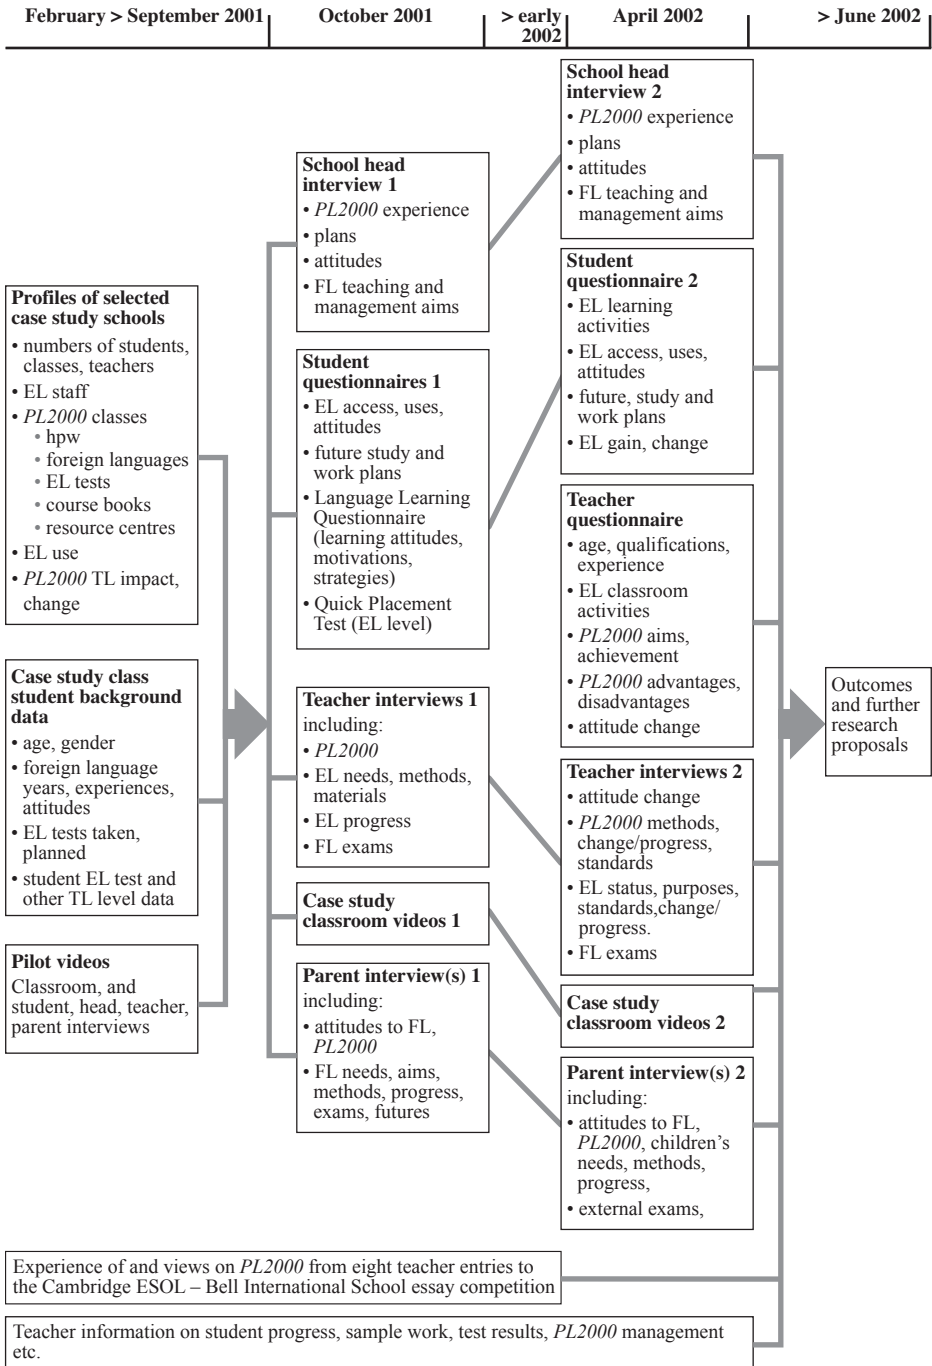 February > September 2001
October 2001
> early
2002
April 2002
> June 2002
Profiles of selected
case study schools
• numbers of students,
classes, teachers
• EL staff
• PL2000 classes
• hpw
• foreign languages
• EL tests
• course books
• resource centres
• EL use
• PL2000 TL impact,
change
Case study class
student background
data
• age, gender
• foreign language
years, experiences,
attitudes
• EL tests taken,
planned
• student EL test and
other TL level data
Pilot videos
Classroom, and
student, head, teacher,
parent interviews
School head
interview 1
• PL2000 experience
• plans
• attitudes
• FL teaching and
management aims
Student
questionnaires 1
• EL access, uses,
attitudes
• future study and
work plans
• Language Learning
Questionnaire
(learning attitudes,
motivations,
strategies)
• Quick Placement
Test (EL level)
Teacher interviews 1
including:
• PL2000
• EL needs, methods,
materials
• EL progress
• FL exams
Case study
classroom videos 1
Parent interview(s) 1
including:
• attitudes to FL,
PL2000
• FL needs, aims,
methods, progress,
exams, futures
School head
interview 2
• PL2000 experience
• plans
• attitudes
• FL teaching and
management aims
Student
questionnaire 2
• EL learning
activities
• EL access, uses,
attitudes
• future, study and
work plans
• EL gain, change
Teacher
questionnaire
• age, qualifications,
experience
• EL classroom
activities
• PL2000 aims,
achievement
• PL2000 advantages,
disadvantages
• attitude change
Teacher interviews 2
• attitude change
• PL2000 methods,
change/progress,
standards
• EL status, purposes,
standards,change/
progress.
• FL exams
Case study
classroom videos 2
Parent interview(s) 2
including:
• attitudes to FL,
PL2000, children's
needs, methods,
progress,
• external exams,
Outcomes
and further
research
proposals
Experience of and views on PL2000 from eight teacher entries to
the Cambridge ESOL – Bell International School essay competition
Teacher information on student progress, sample work, test results, PL2000 management
etc.